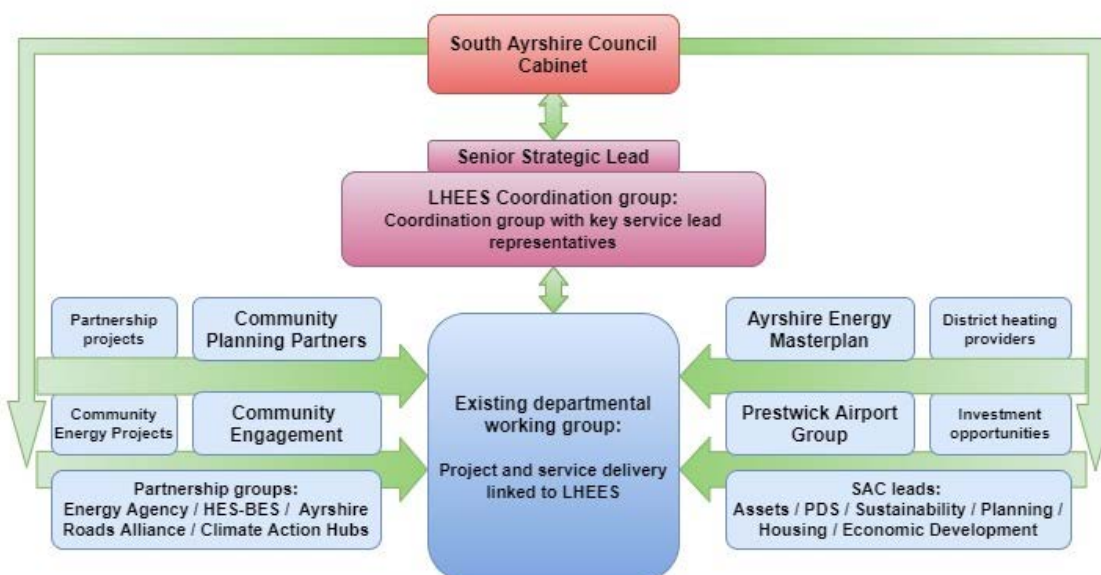 South Ayrshire Council
Cabinet
Senior Strategic Lead
LHEES Coordination group:
Coordination group with key service lead
representatives
Partnership
projects
Community
Planning Partners
Community
Energy Projects
Community
Engagement
Partnership groups:
Energy Agency / HES-BES / Ayrshire
Roads Alliance / Climate Action Hubs
Existing departmental
working group:
Project and service delivery
linked to LHEES
Ayrshire Energy
Masterplan
District heating
providers
Prestwick Airport
Group
Investment
opportunities
SAC leads:
Assets / PDS / Sustainability / Planning /
Housing / Economic Development